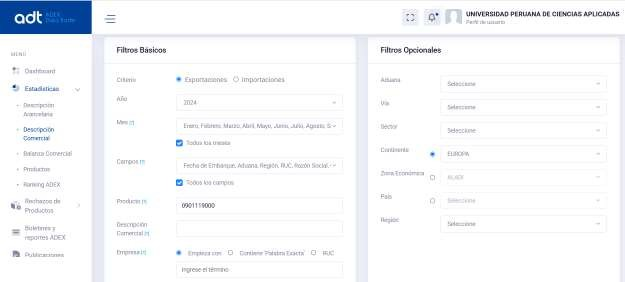 adt ADEX Data Trade
UNIVERSIDAD PERUANA DE CIENCIAS APLICADAS
Perfil de usuario
MENÚ
Dashboard
Estadísticas
Descripción Arancelaria
Descripción Comercial
Balanza Comercial
Productos
Ranking ADEX
Rechazos de Productos
Boletines y reportes ADEX
Publicaciones
Filtros Básicos
Criterio Exportaciones Importaciones
Año 2024
Mes [?] Enero, Febrero, Marzo, Abril, Mayo, Junio, Julio, Agosto, S
Todos los meses
Campos [?] Fecha de Embarque, Aduana, Región, RUC, Razón Social,
Todos los campos
Producto [?] 0901119000
Descripción Comercial [?]
Empresa [?] Empieza con Contiene 'Palabra Exacta' RUC
Ingrese el término
Filtros Opcionales
Aduana Seleccione
Vía Seleccione
Sector Seleccione
Continente EUROPA
Zona Económica ALADI
País Seleccione
Región Seleccione